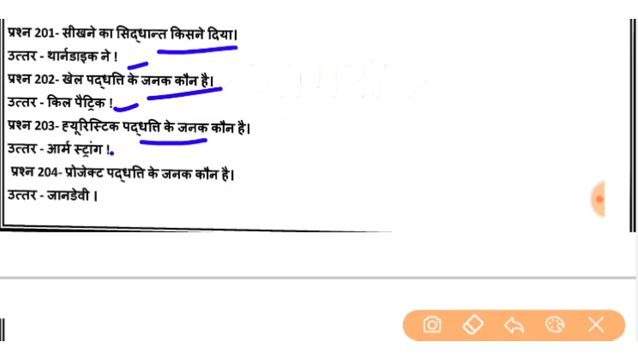 प्रश्न 201- सीखने का सिद्धान्त किसने दिया।
उत्तर - थार्नडाइक ने !
प्रश्न 202- खेल पद्धति के जनक कौन है।
उत्तर - किल पैट्रिक !
प्रश्न 203- ह्यूरिस्टिक पद्धति के जनक कौन है।
उत्तर - आर्म स्ट्रांग !
प्रश्न 204- प्रोजेक्ट पद्धति के जनक कौन है।
उत्तर - जानडेवी ।